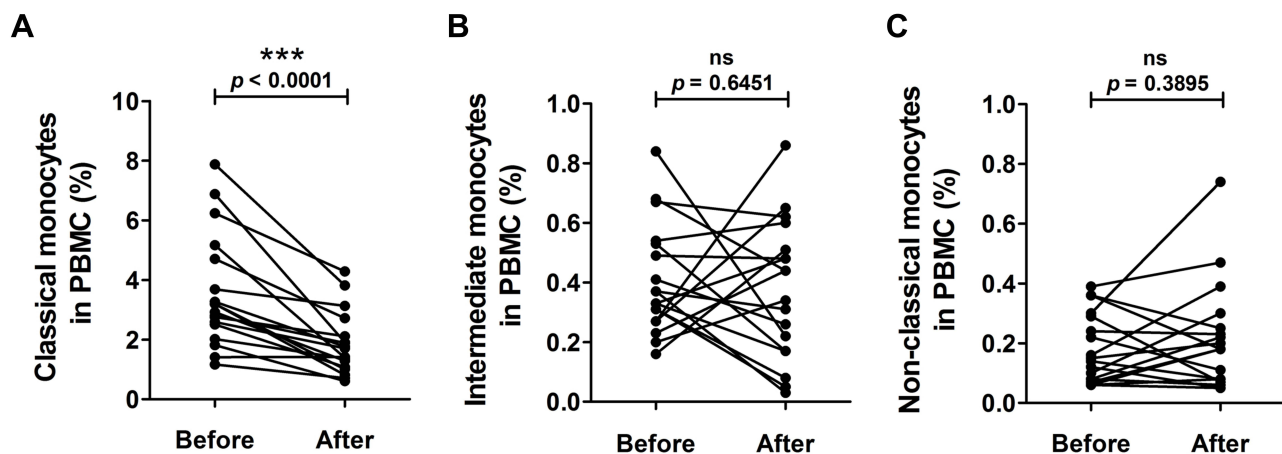 A
***
p < 0.0001
Classical monocytes
in PBMC (%)
10
8
6
4
2
0
Before After
B
ns
p = 0.6451
Intermediate monocytes
in PBMC (%)
1.0
0.8
0.6
0.4
0.2
0.0
Before After
C
ns
p = 0.3895
Non-classical monocytes
in PBMC (%)
1.0
0.8
0.6
0.4
0.2
0.0
Before After